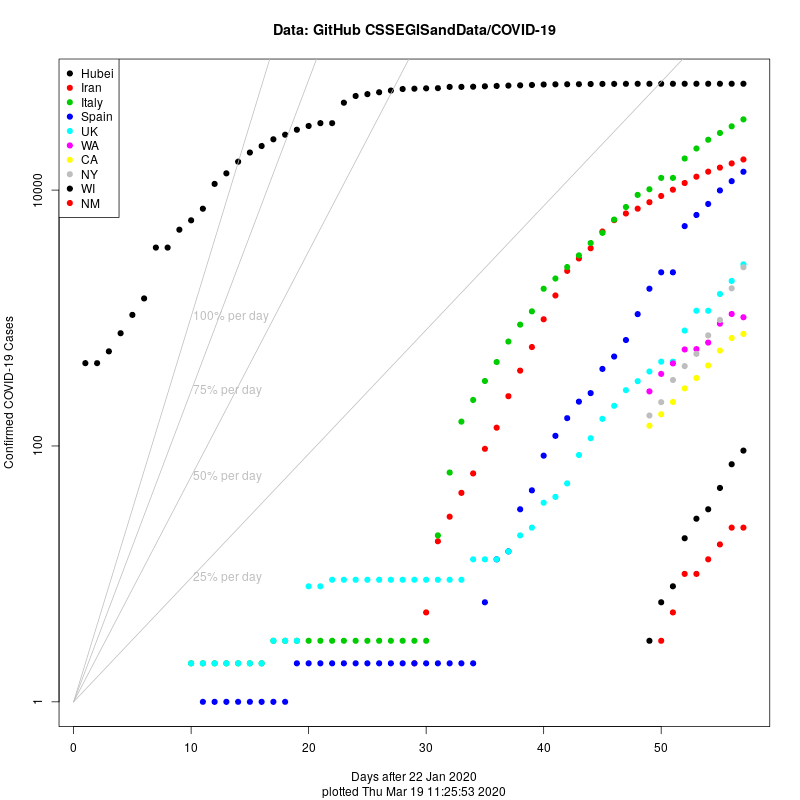 Data: GitHub CSSEGISandData/COVID-19
Hubei
Iran
Italy
Spain
UK
WA
CA
NY
WI
NM
10000
100
1
Confirmed COVID-19 Cases
100% per day
75% per day
50% per day
25% per day
0 10 20 30 40 50
Days after 22 Jan 2020
plotted Thu Mar 19 11:25:53 2020